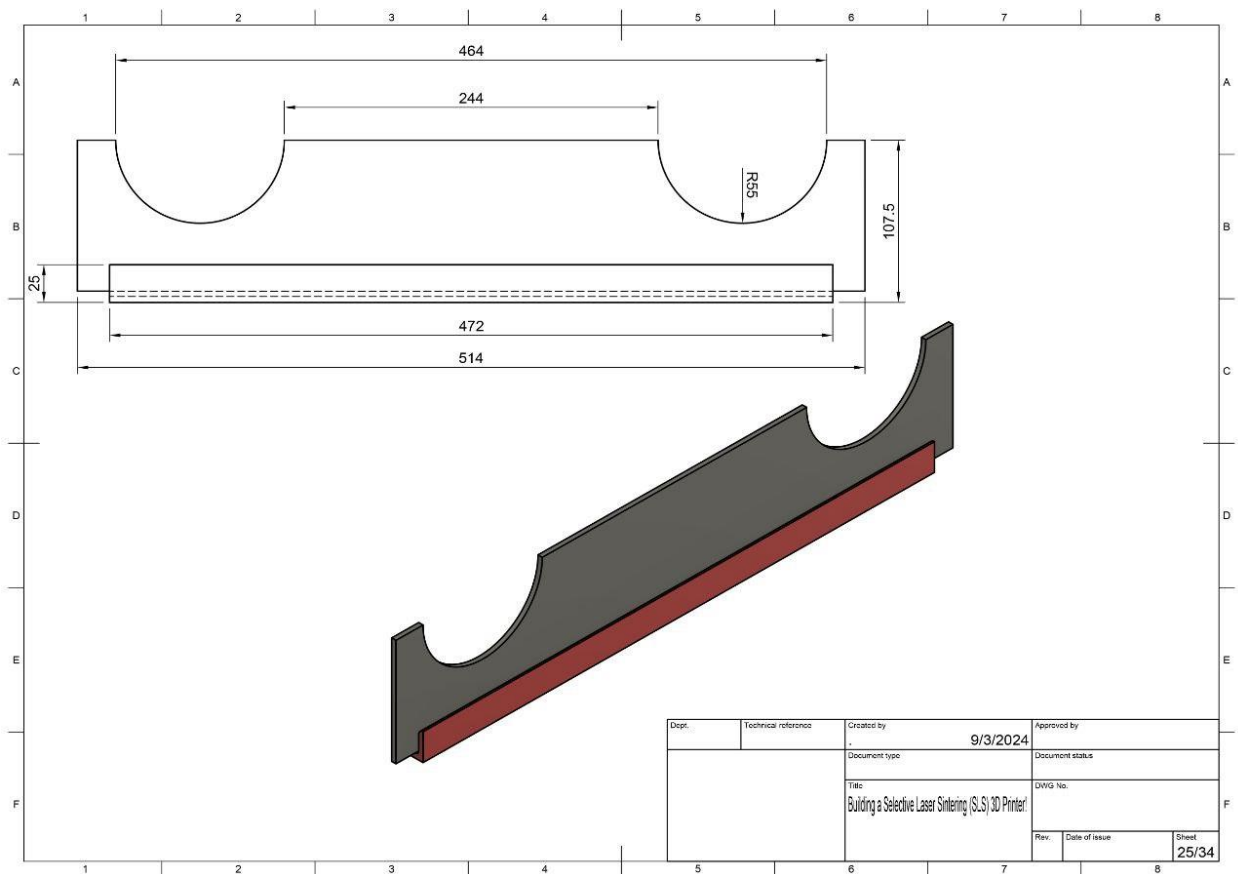 1 2 3 4 5 6 7 8
A A
464
244
R55
107.5
B B
25
472
514
C C
D D
E E
Dept. Technical reference Created by Approved by
. 9/3/2024
Document type Document status
Title DWG No.
Building a Selective Laser Sintering (SLS) 3D Printer!
F F
Rev. Date of issue Sheet
25/34
1 2 3 4 5 6 7 8